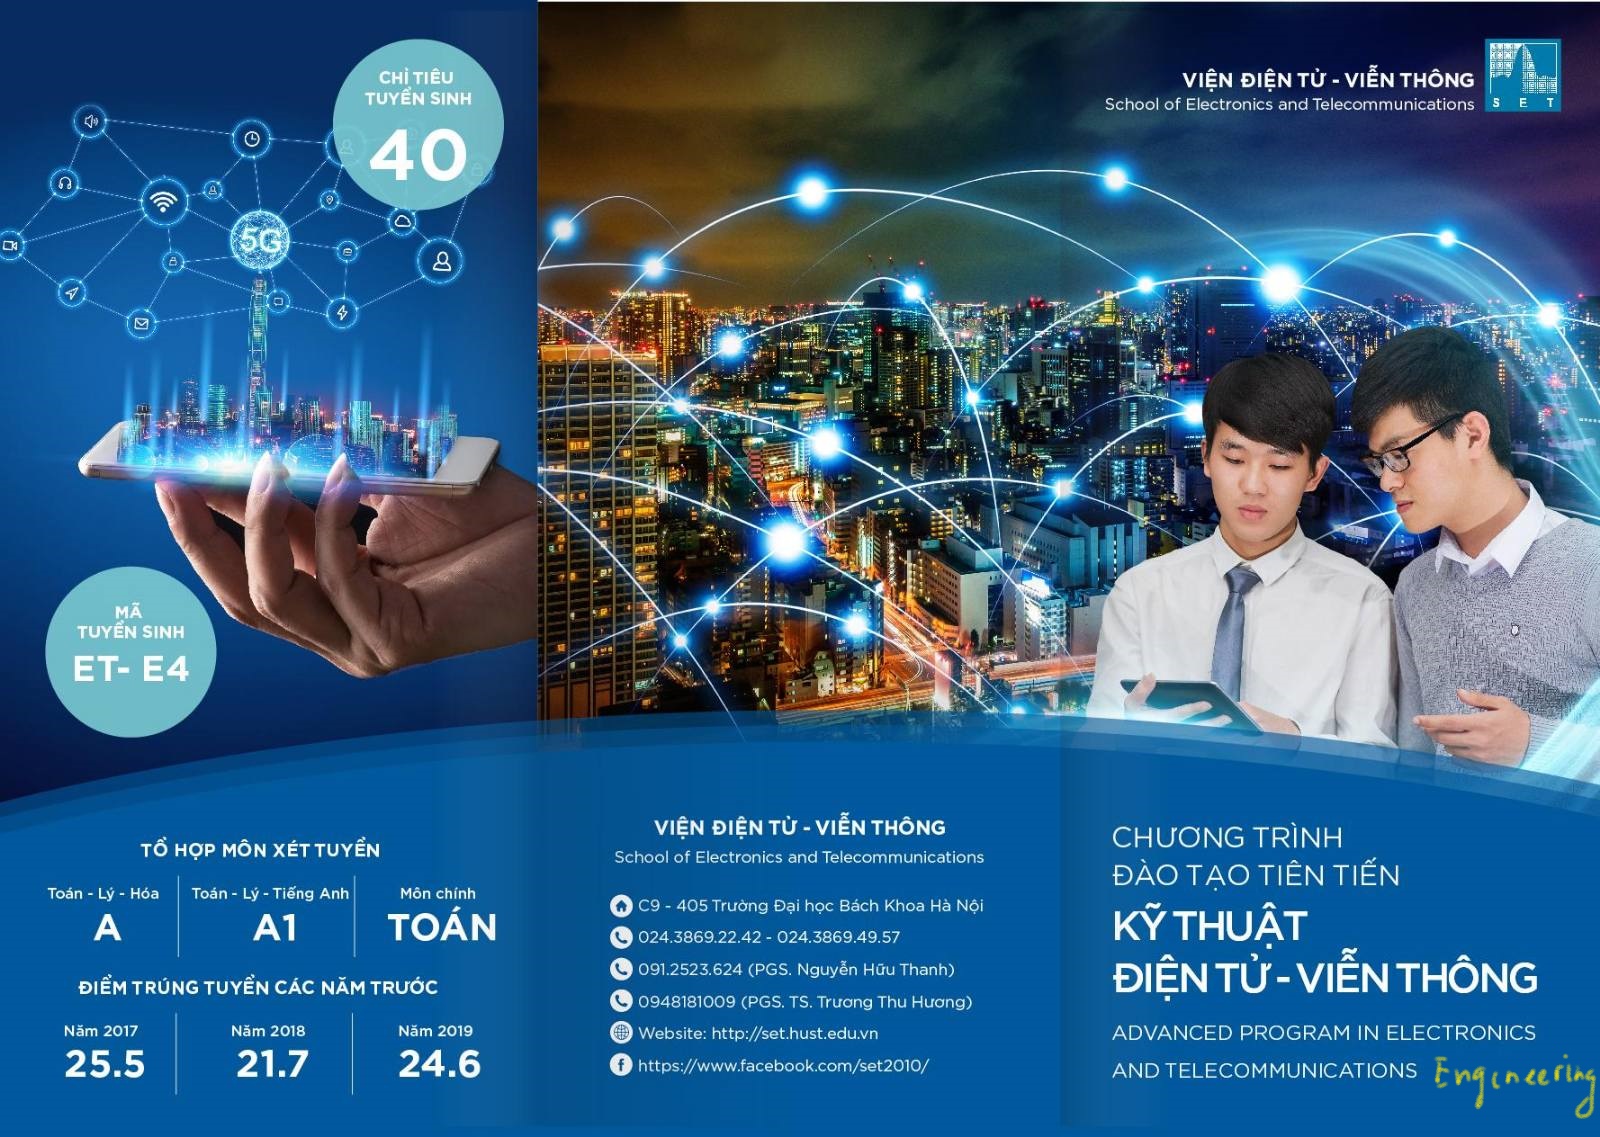 CHỈ TIÊU
TUYỂN SINH
40
5G
MÃ
TUYỂN SINH
ET- E4
TỔ HỢP MÔN XÉT TUYỂN
Toán - Lý - Hóa
A
Toán - Lý - Tiếng Anh
A1
Môn chính
TOÁN
ĐIỂM TRÚNG TUYỂN CÁC NĂM TRƯỚC
Năm 2017
25.5
Năm 2018
21.7
Năm 2019
24.6
VIỆN ĐIỆN TỬ - VIỄN THÔNG
School of Electronics and Telecommunications
C9 - 405 Trường Đại học Bách Khoa Hà Nội
024.3869.22.42 - 024.3869.49.57
091.2523.624 (PGS. Nguyễn Hữu Thanh)
0948181009 (PGS. TS. Trương Thu Hương)
Website: http://set.hust.edu.vn
https://www.facebook.com/set2010/
VIỆN ĐIỆN TỬ - VIỄN THÔNG
School of Electronics and Telecommunications
SET
CHƯƠNG TRÌNH
ĐÀO TẠO TIÊN TIẾN
KỸ THUẬT
ĐIỆN TỬ - VIỄN THÔNG
ADVANCED PROGRAM IN ELECTRONICS
AND TELECOMMUNICATIONS Engineering